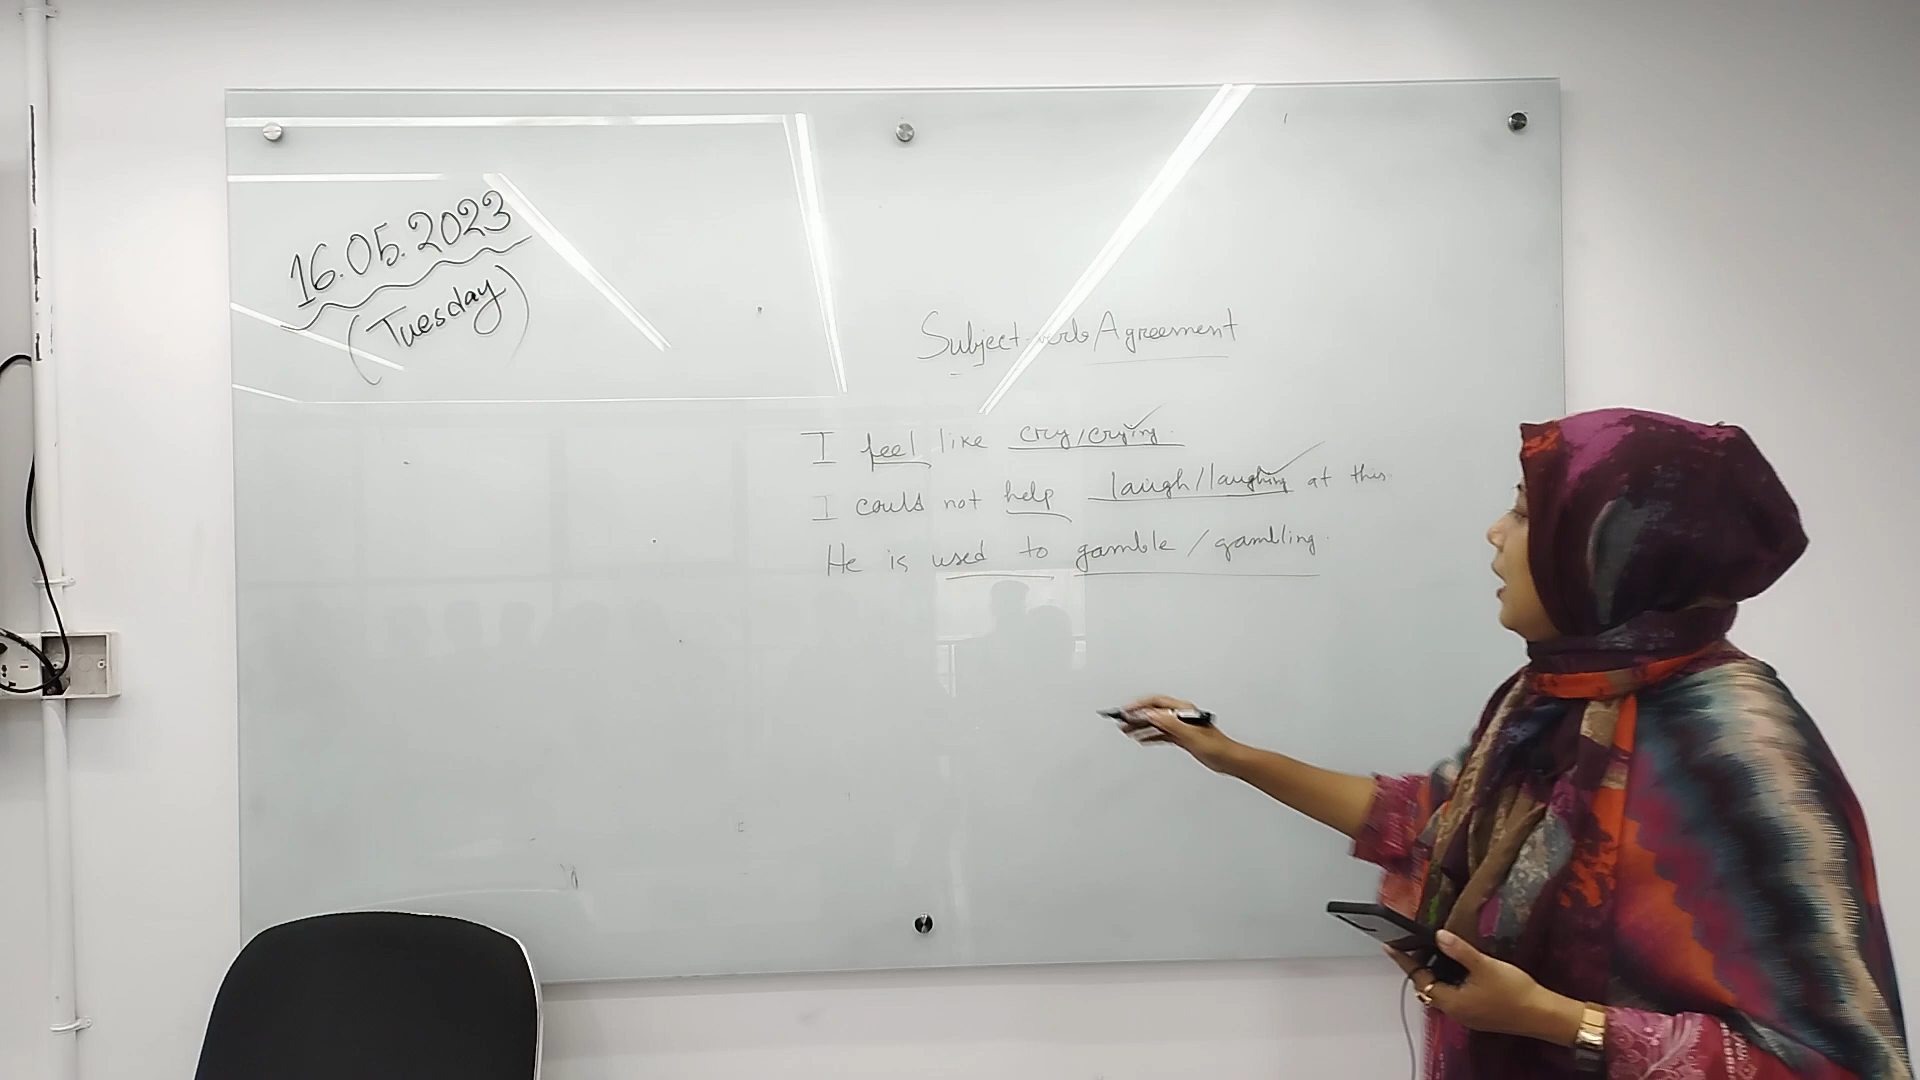 16.05.2023
(Tuesday)
Subject-verb Agreement
I feel like cry/crying.
I could not help laugh/laughing at this.
He is used to gamble/gambling.